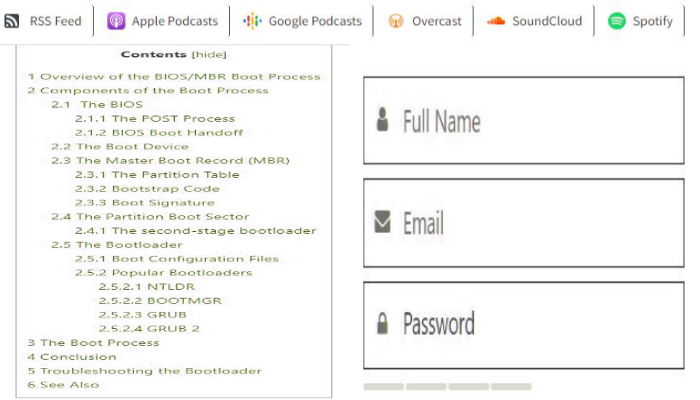 RSS Feed Apple Podcasts Google Podcasts Overcast SoundCloud Spotify
Contents [hide]
1 Overview of the BIOS/MBR Boot Process
2 Components of the Boot Process
2.1 The BIOS
2.1.1 The POST Process
2.1.2 BIOS Boot Handoff
2.2 The Boot Device
2.3 The Master Boot Record (MBR)
2.3.1 The Partition Table
2.3.2 Bootstrap Code
2.3.3 Boot Signature
2.4 The Partition Boot Sector
2.4.1 The second-stage bootloader
2.5 The Bootloader
2.5.1 Boot Configuration Files
2.5.2 Popular Bootloaders
2.5.2.1 NTLDR
2.5.2.2 BOOTMGR
2.5.2.3 GRUB
2.5.2.4 GRUB 2
3 The Boot Process
4 Conclusion
5 Troubleshooting the Bootloader
6 See Also
Full Name
Email
Password